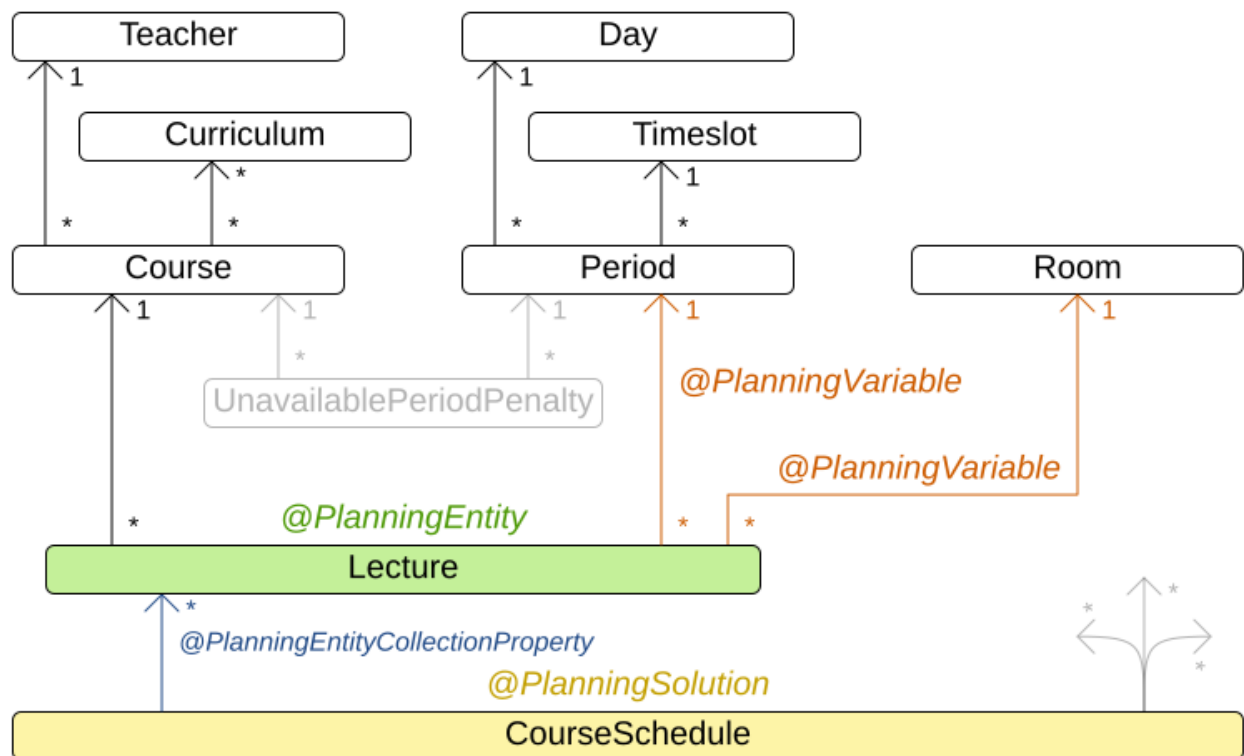 Teacher
Day
1
1
Curriculum
Timeslot
*
1
*
*
*
*
Course
Period
Room
1
1
1
1
1
*
*
@PlanningVariable
UnavailablePeriodPenalty
@PlanningVariable
@PlanningEntity
*
*
*
Lecture
*
*
*
@PlanningEntityCollectionProperty
*
@PlanningSolution
CourseSchedule